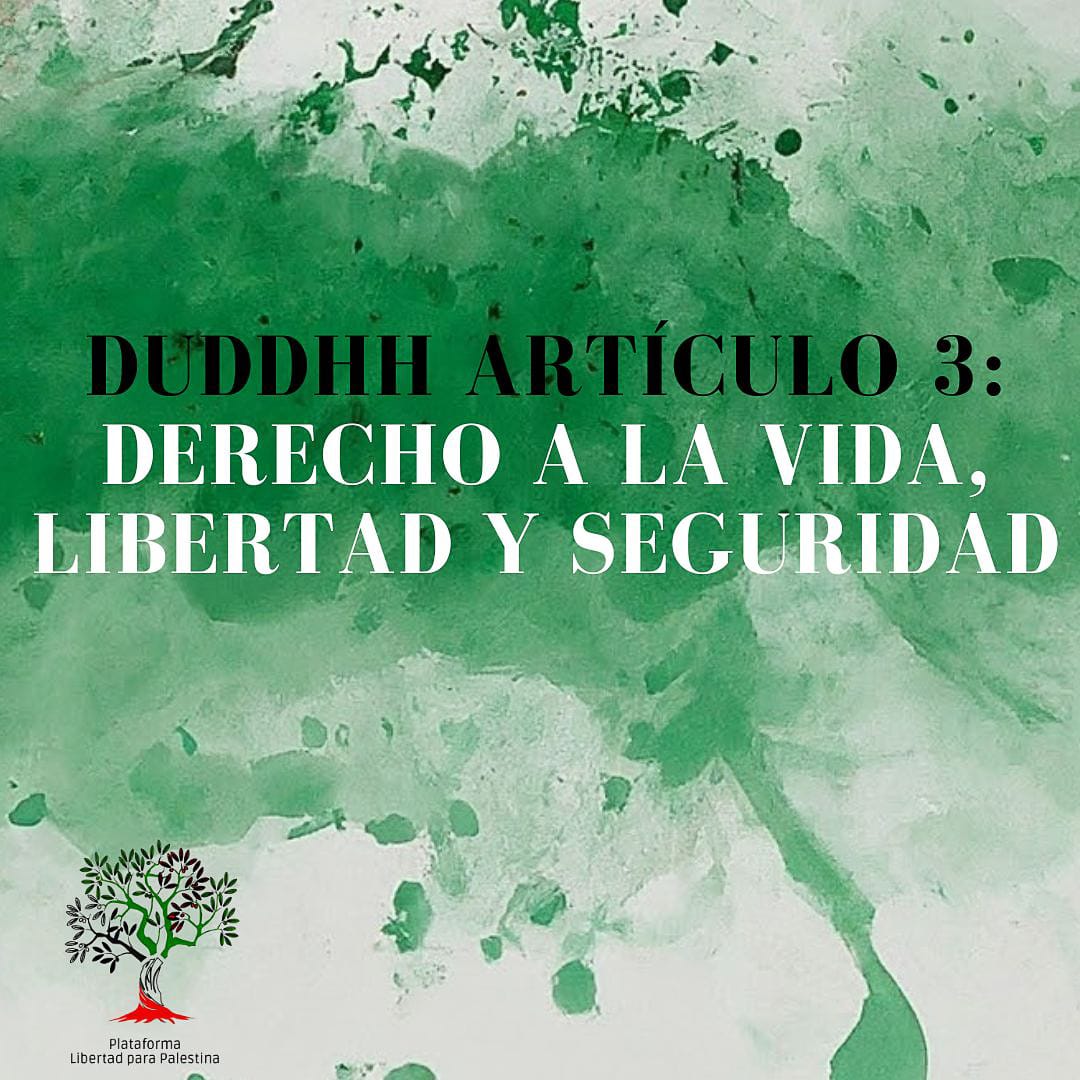 DUDDHH ARTÍCULO 3:
DERECHO A LA VIDA,
LIBERTAD Y SEGURIDAD
Plataforma
Libertad para Palestina